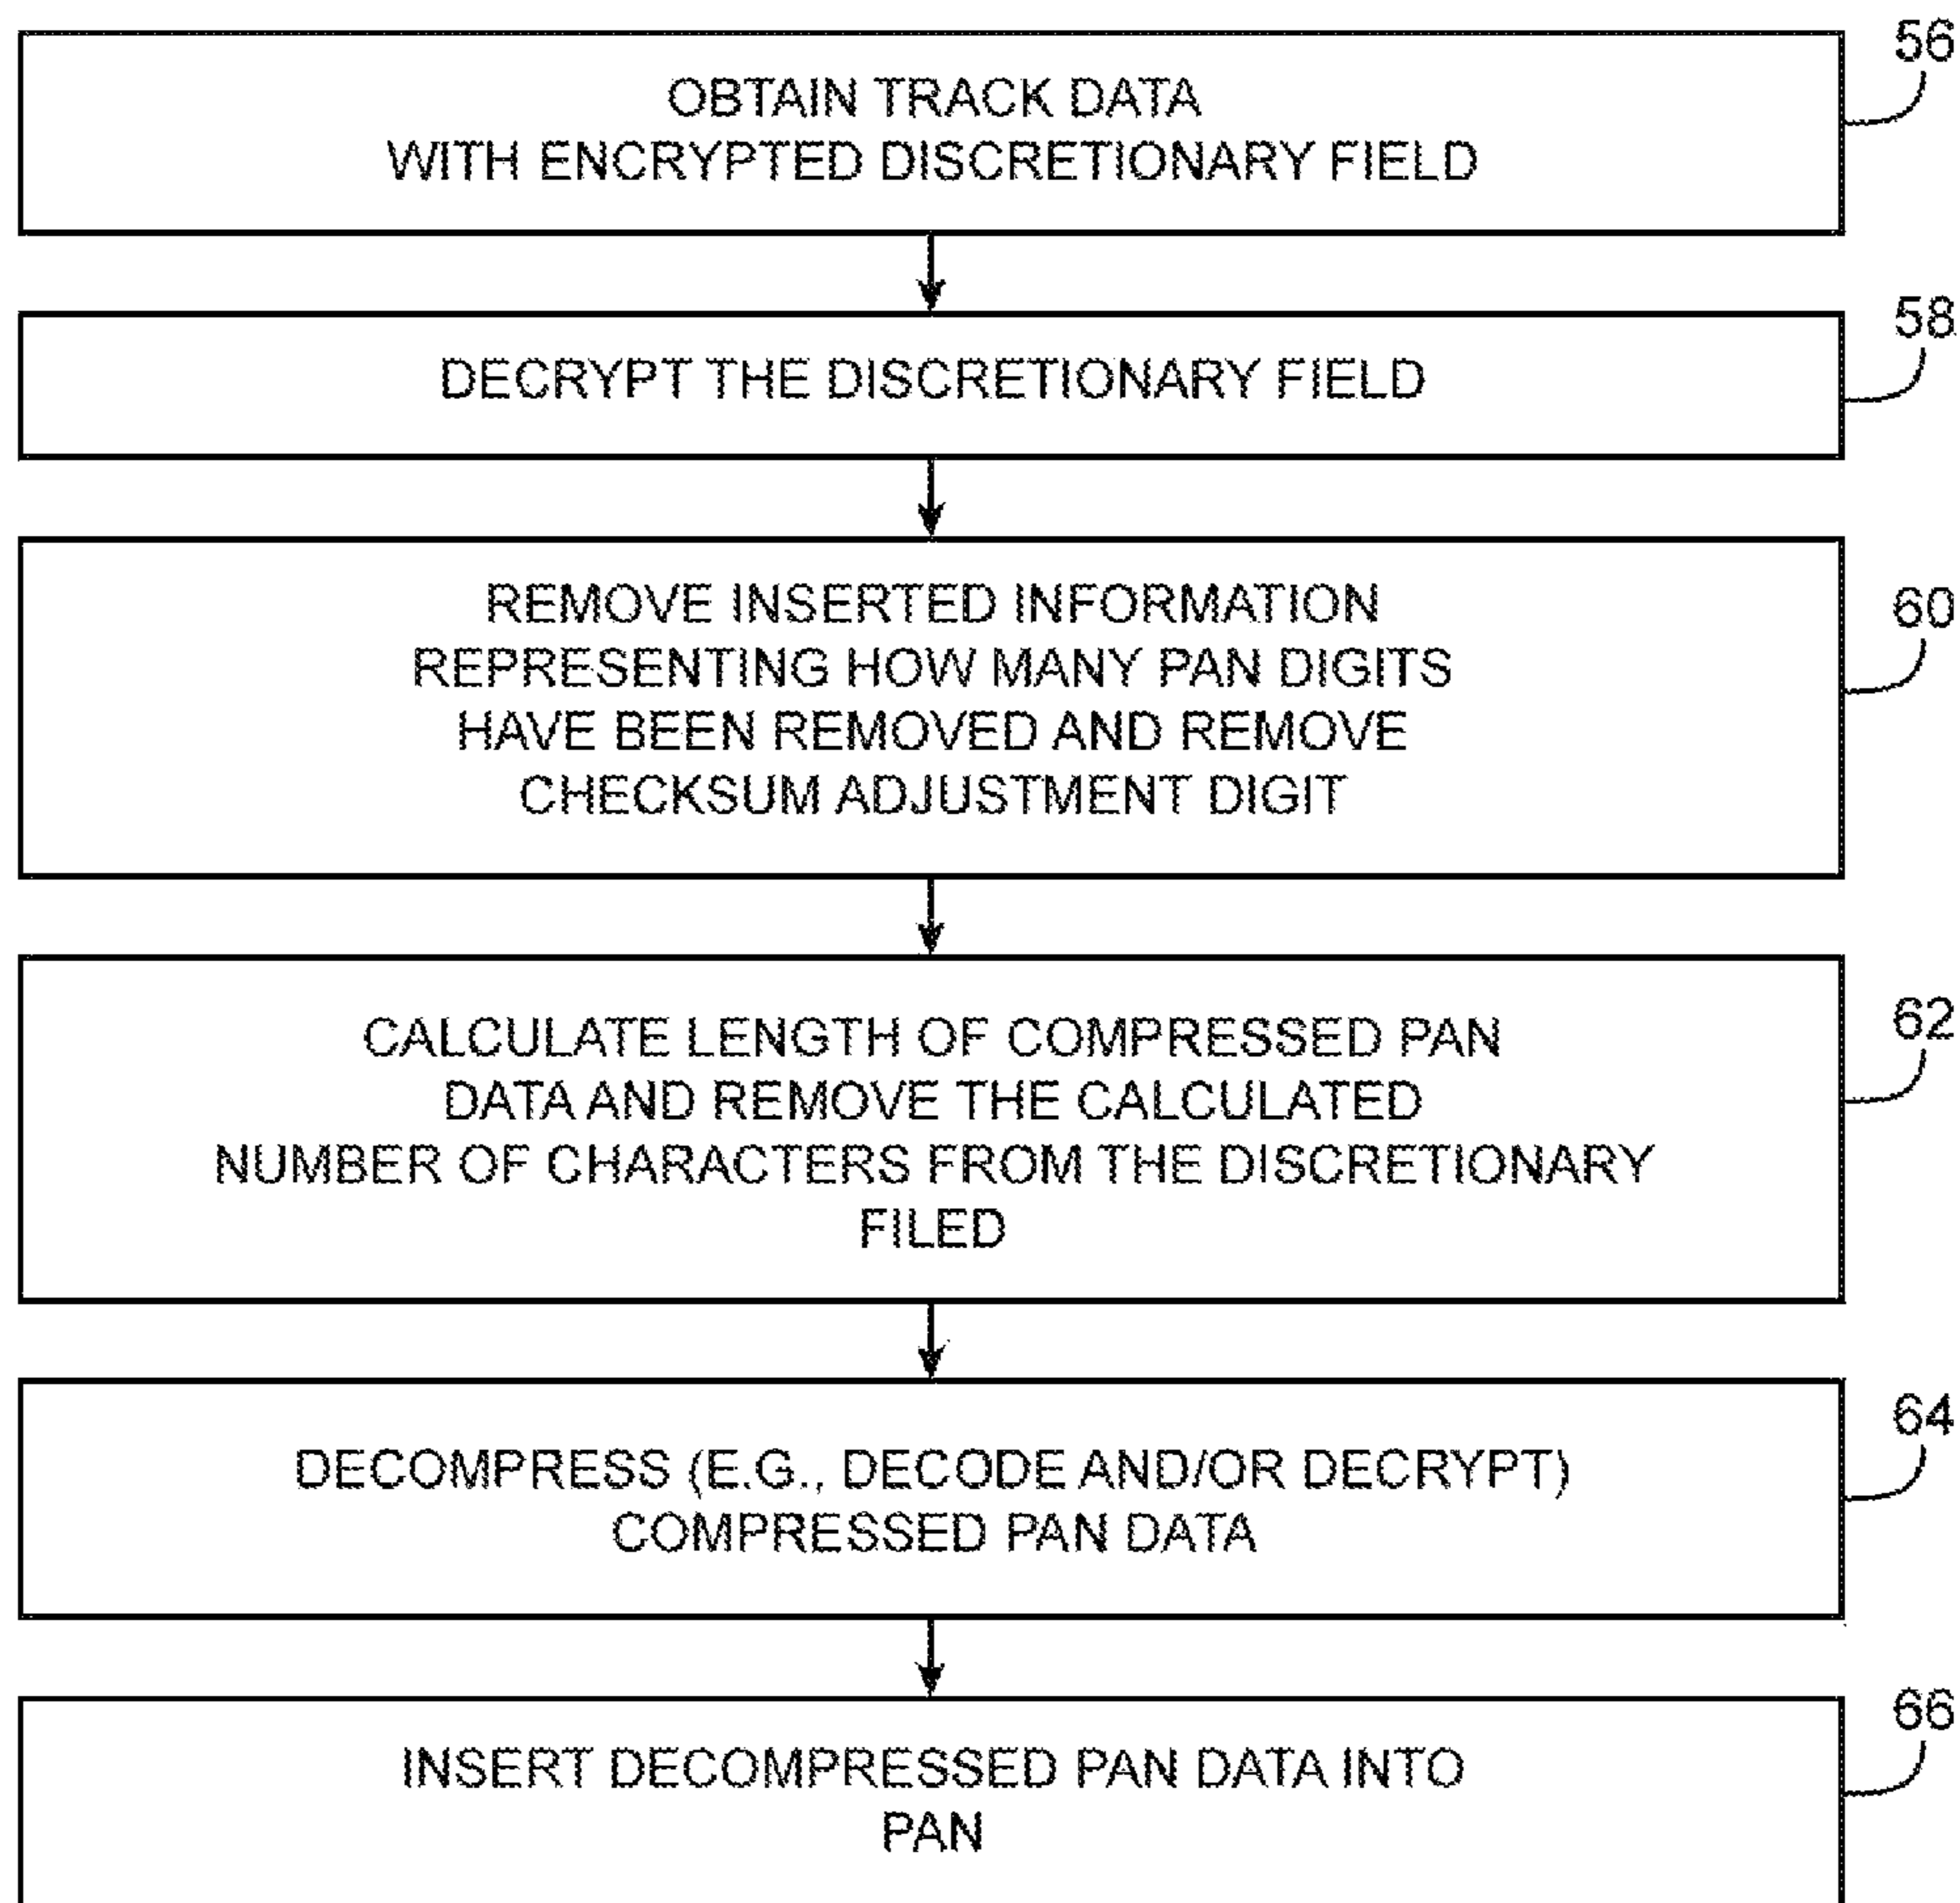 56
OBTAIN TRACK DATA
WITH ENCRYPTED DISCRETIONARY FIELD
58
DECRYPT THE DISCRETIONARY FIELD
60
REMOVE INSERTED INFORMATION
REPRESENTING HOW MANY PAN DIGITS
HAVE BEEN REMOVED AND REMOVE
CHECKSUM ADJUSTMENT DIGIT
62
CALCULATE LENGTH OF COMPRESSED PAN
DATA AND REMOVE THE CALCULATED
NUMBER OF CHARACTERS FROM THE DISCRETIONARY
FILED
64
DECOMPRESS (E.G., DECODE AND/OR DECRYPT)
COMPRESSED PAN DATA
66
INSERT DECOMPRESSED PAN DATA INTO
PAN